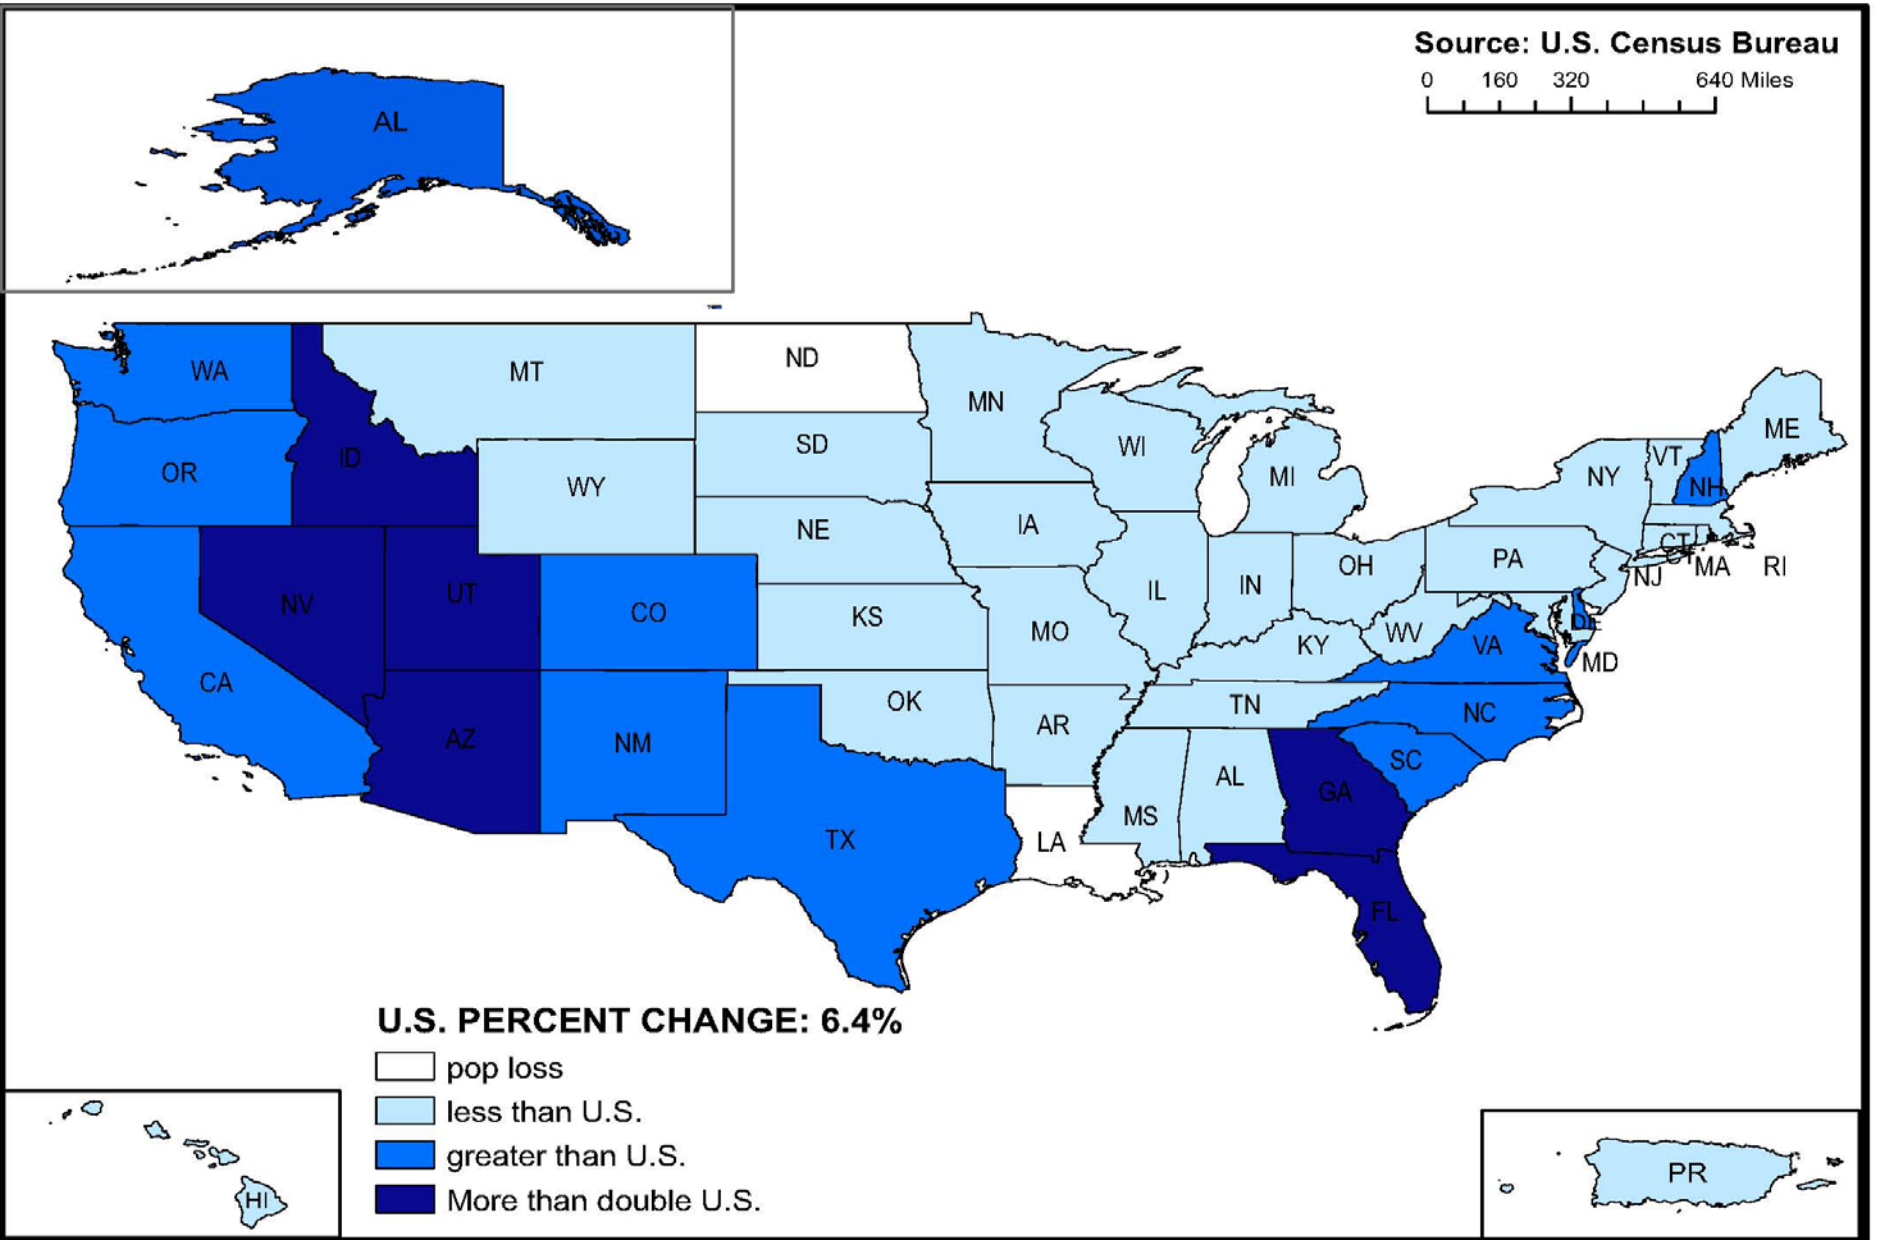 Source: U.S. Census Bureau
0 160 320 640 Miles
AL
WA
MT
ND
MN
OR
ID
WY
SD
WI
MI
NY
VT
NH
ME
NE
IA
PA
CT
CT
MA
RI
NJ
NV
UT
CO
KS
MO
IL
IN
OH
KY
WV
VA
DE
MD
CA
AZ
NM
OK
AR
TN
NC
SC
TX
LA
MS
AL
GA
FL
U.S. PERCENT CHANGE: 6.4%
pop loss
less than U.S.
greater than U.S.
More than double U.S.
HI
PR